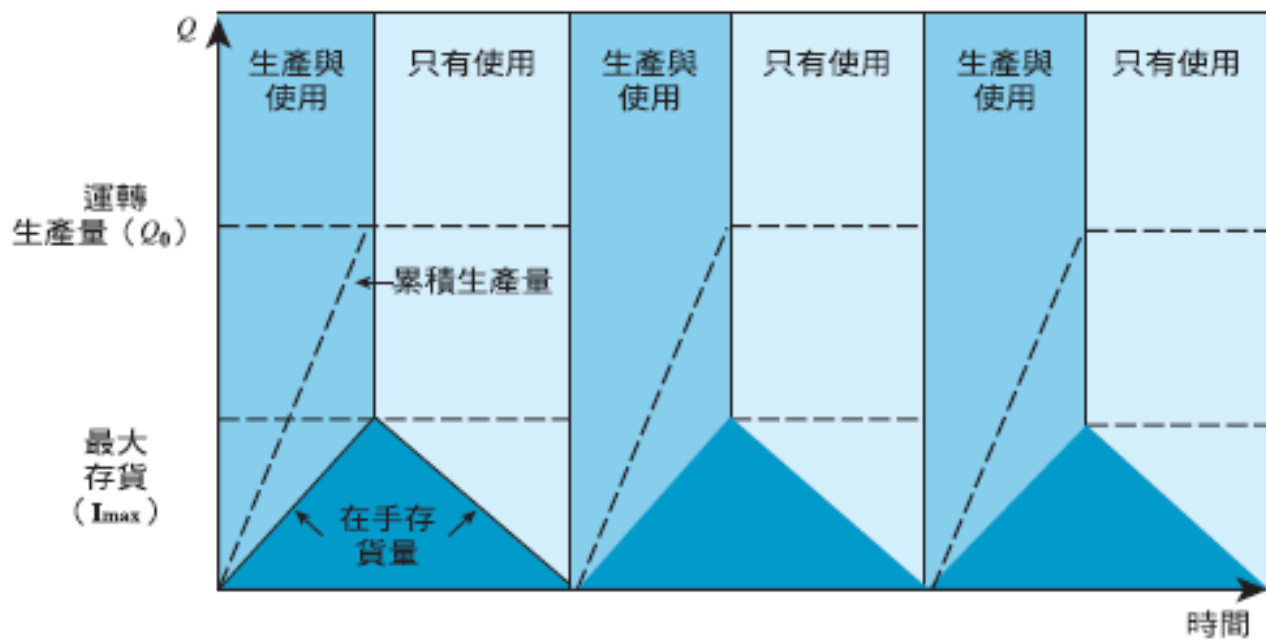 Q
生產與
使用
只有使用
生產與
使用
只有使用
生產與
使用
只有使用
運轉
生產量（Q₀）
累積生產量
最大
存貨
（Imax）
在手存
貨量
時間